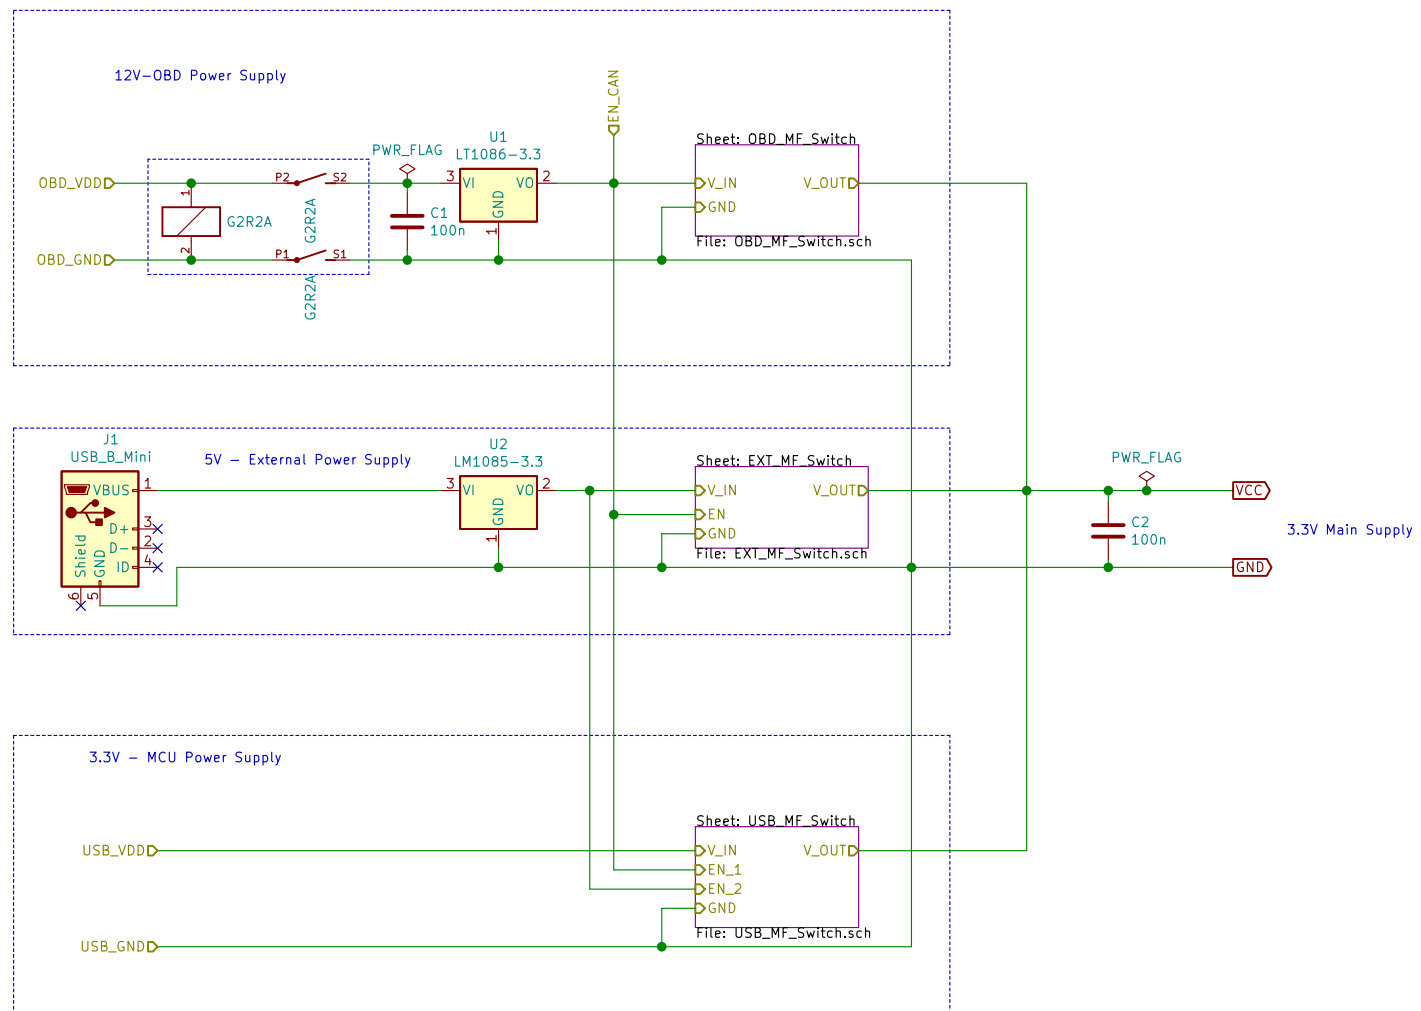 12V-OBD Power Supply
EN_CAN
Sheet: OBD_MF_Switch
U1
PWR_FLAG
LT1086-3.3
OBD_VDD
1
P2
S2
3
VI
VO
2
V_IN
V_OUT
GND
G2R2A
G2R2A
C1
100n
GND
1
2
OBD_GND
P1
S1
File: OBD_MF_Switch.sch
G2R2A
J1
USB_B_Mini
5V - External Power Supply
U2
LM1085-3.3
Sheet: EXT_MF_Switch
PWR_FLAG
VBUS
1
3
VI
VO
2
V_IN
V_OUT
VCC
GND
EN
D+
3
C2
100n
3.3V Main Supply
1
GND
D-
2
File: EXT_MF_Switch.sch
Shield
GND
ID
4
GND
6
5
3.3V - MCU Power Supply
Sheet: USB_MF_Switch
USB_VDD
V_IN
V_OUT
EN_1
EN_2
GND
File: USB_MF_Switch.sch
USB_GND